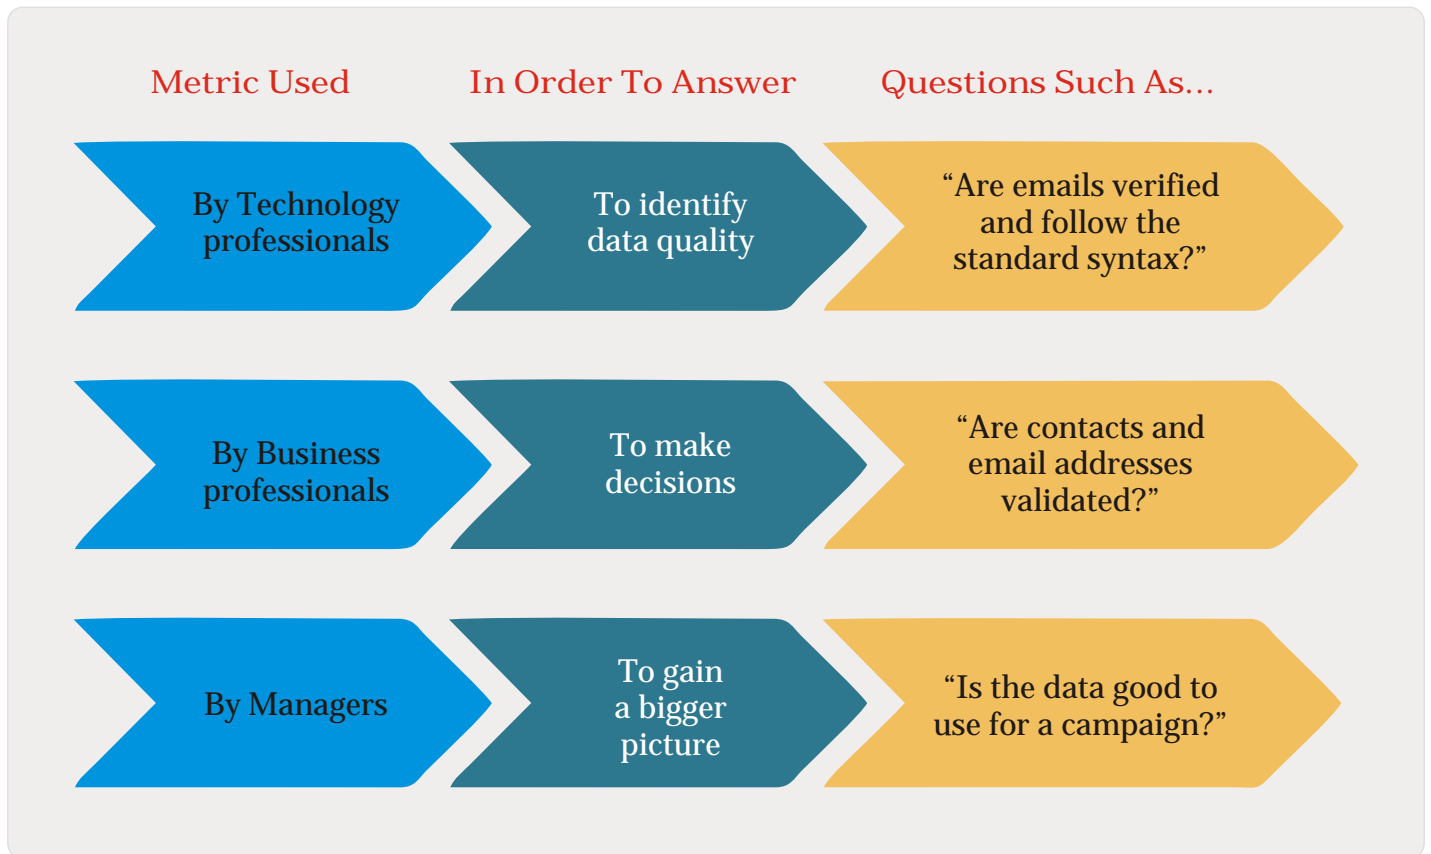 Metric Used
In Order To Answer
Questions Such As...
By Technology
professionals
To identify
data quality
“Are emails verified
and follow the
standard syntax?”
By Business
professionals
To make
decisions
“Are contacts and
email addresses
validated?”
By Managers
To gain
a bigger
picture
“Is the data good to
use for a campaign?”